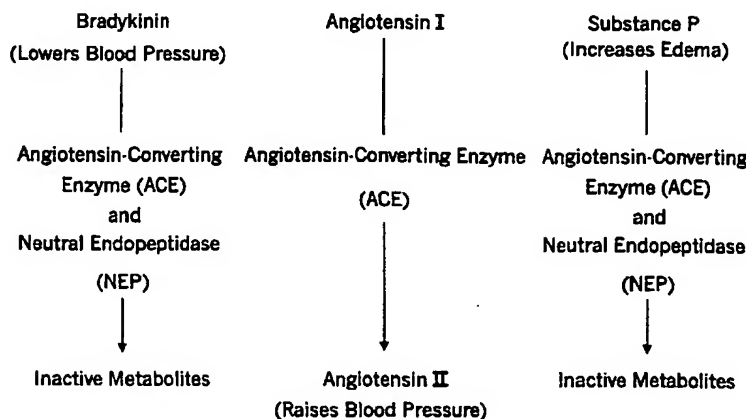 Bradykinin
(Lowers Blood Pressure)
Angiotensin-Converting
Enzyme (ACE)
and
Neutral Endopeptidase
(NEP)
Inactive Metabolites
Angiotensin I
Angiotensin-Converting Enzyme
(ACE)
Angiotensin II
(Raises Blood Pressure)
Substance P
(Increases Edema)
Angiotensin-Converting
Enzyme (ACE)
and
Neutral Endopeptidase
(NEP)
Inactive Metabolites